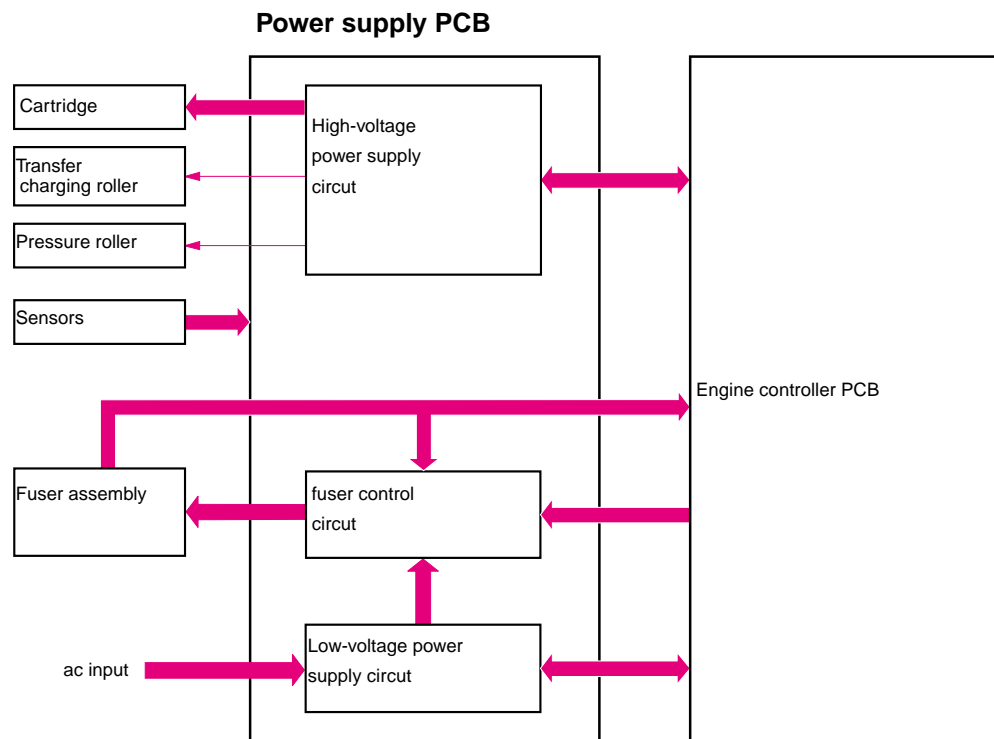 Power supply PCB
Cartridge
High-voltage
power supply
circut
Transfer
charging roller
Pressure roller
Sensors
Engine controller PCB
Fuser assembly
fuser control
circut
ac input
Low-voltage power
supply circut